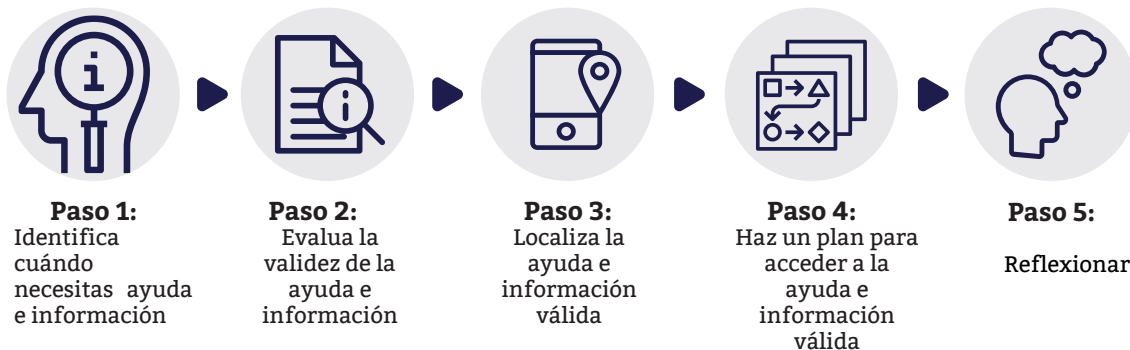 Paso 1:
Identifica
cuándo
necesitas ayuda
e información
Paso 2:
Evalua la
validez de la
ayuda e
información
Paso 3:
Localiza la
ayuda e
información
válida
Paso 4:
Haz un plan para
acceder a la
ayuda e
información
válida
Paso 5:
Reflexionar